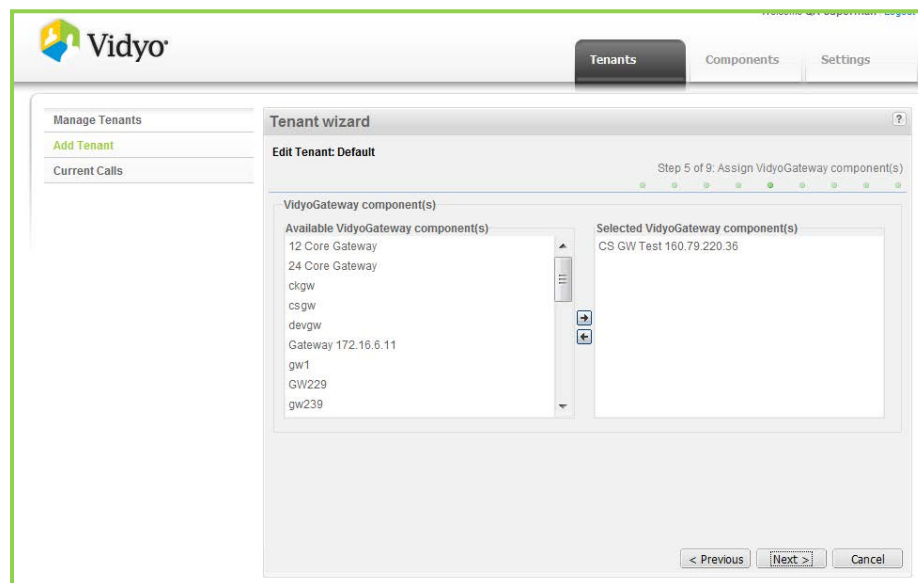 Vidyo
Tenants
Components
Settings
Manage Tenants
Add Tenant
Current Calls
Tenant wizard
?
Edit Tenant: Default
Step 5 of 9: Assign VidyoGateway component(s)
VidyoGateway component(s)
Available VidyoGateway component(s)
12 Core Gateway
24 Core Gateway
ckgw
csgw
devgw
Gateway 172.16.6.11
gw1
GW229
gw239
Selected VidyoGateway component(s)
CS GW Test 160.79.220.36
< Previous
Next >
Cancel